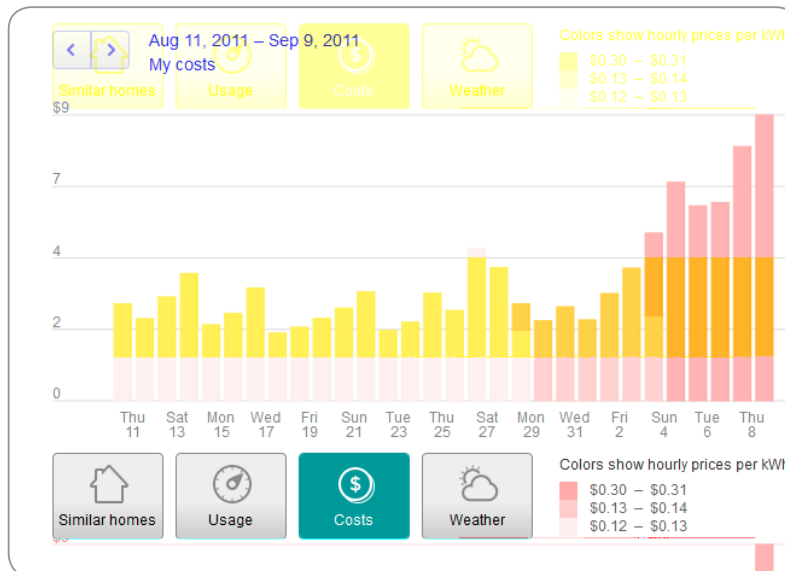 Aug 11, 2011 – Sep 9, 2011
My costs
Similar homes
Usage
Costs
Weather
Colors show hourly prices per kWh
$0.30 – $0.31
$0.13 – $0.14
$0.12 – $0.13
$9
7
4
2
0
Thu 11
Sat 13
Mon 15
Wed 17
Fri 19
Sun 21
Tue 23
Thu 25
Sat 27
Mon 29
Wed 31
Fri 2
Sun 4
Tue 6
Thu 8
Similar homes
Usage
Costs
Weather
Colors show hourly prices per kWh
$0.30 – $0.31
$0.13 – $0.14
$0.12 – $0.13